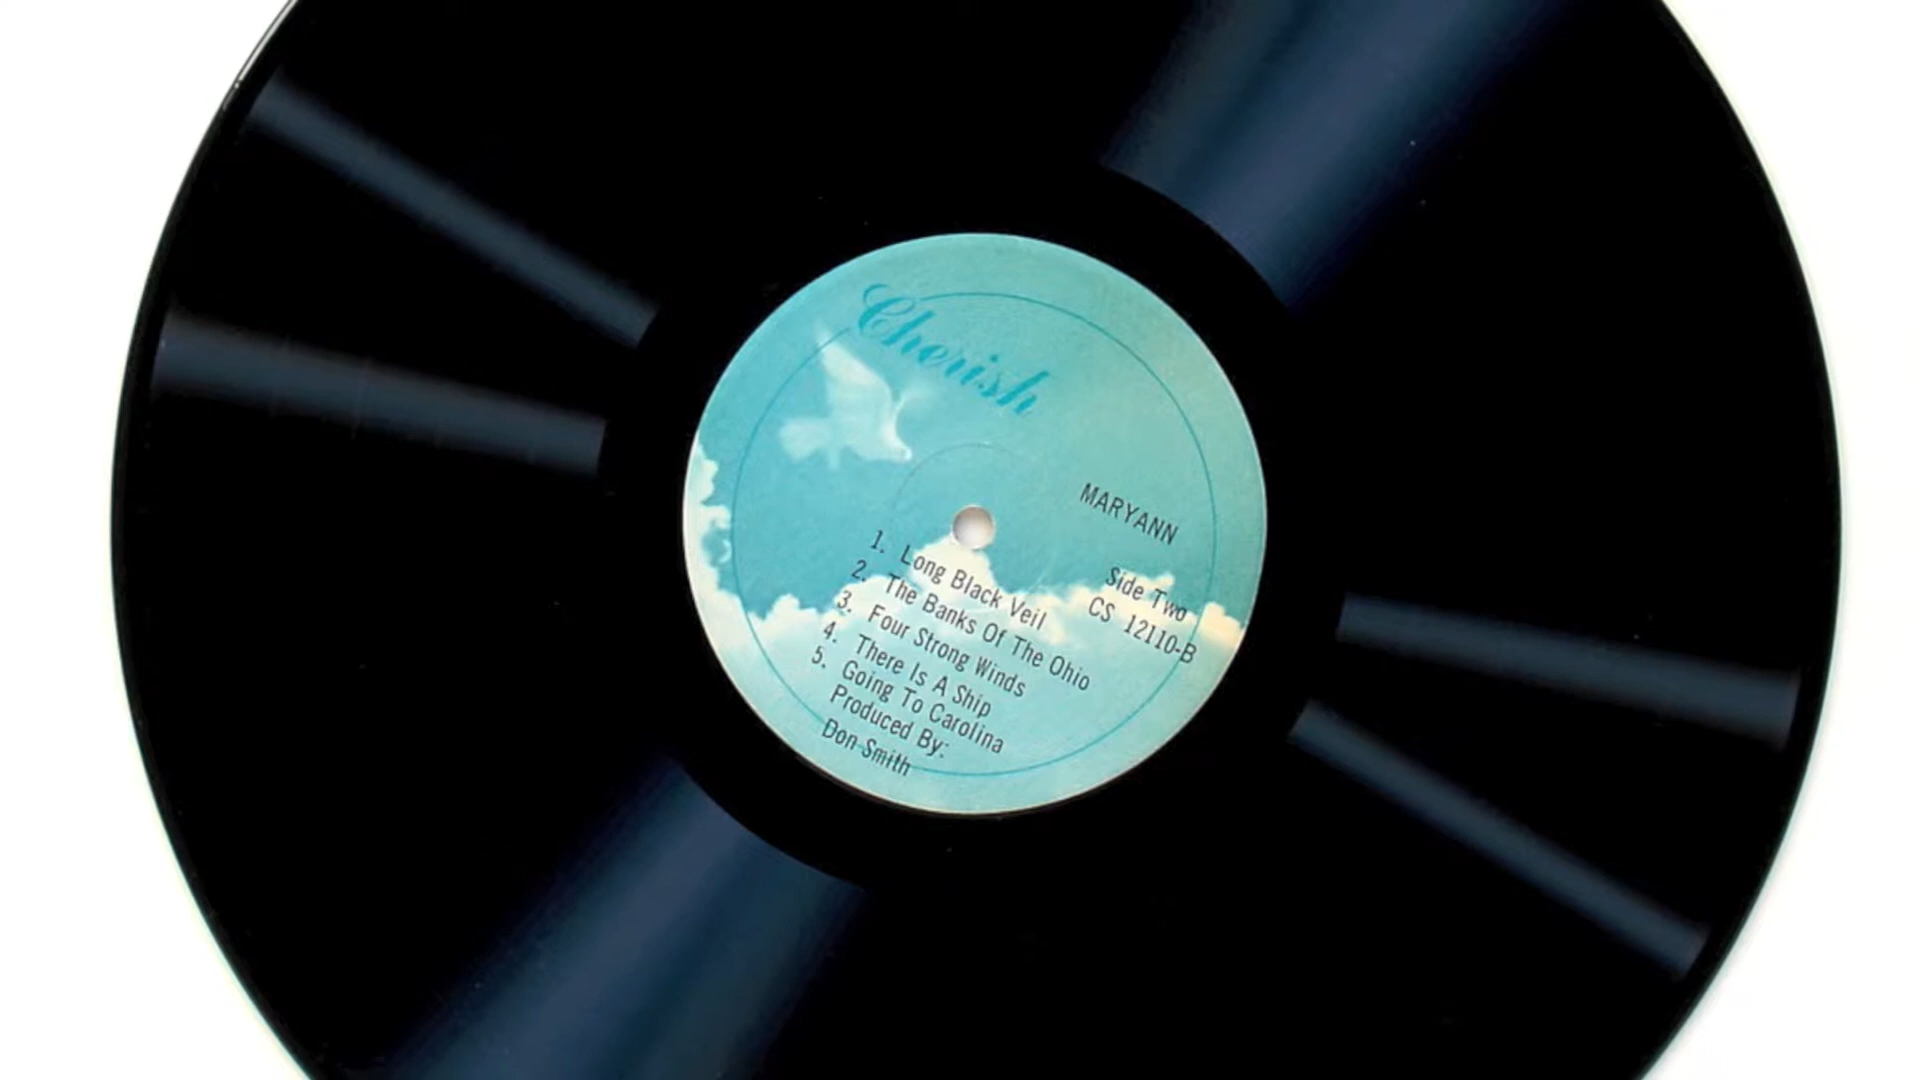 Cherish
MARYANN
Side Two
CS 12110-B
1. Long Black Veil
2. The Banks Of The Ohio
3. Four Strong Winds
4. There Is A Ship
5. Going To Carolina
Produced By:
Don Smith